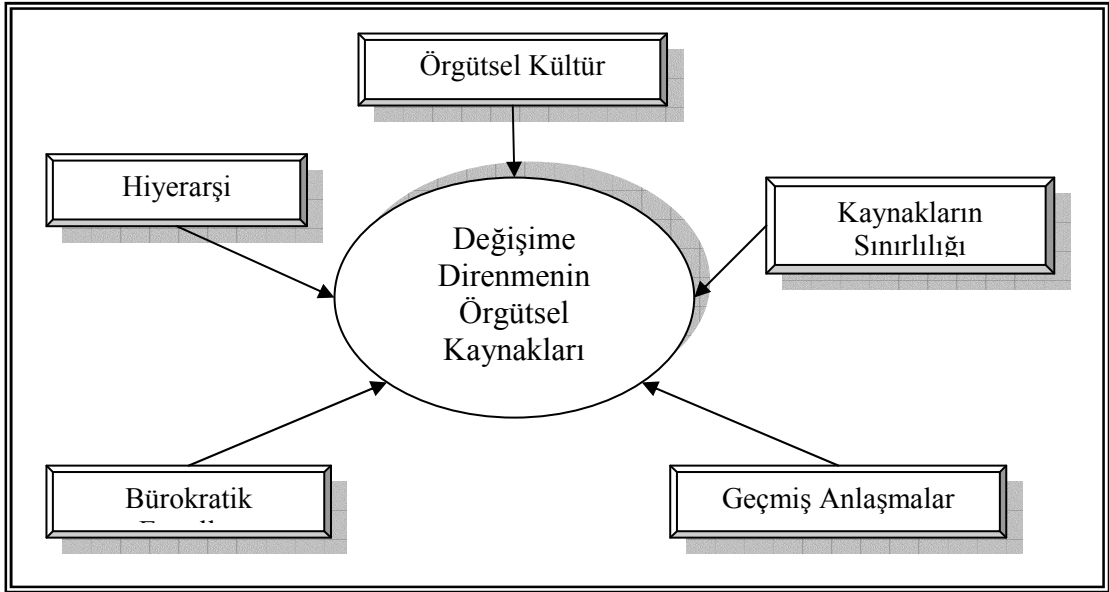 Örgütsel Kültür
Hiyerarşi
Kaynakların
Sınırlılığı
Değişime
Direnmenin
Örgütsel
Kaynakları
Bürokratik
Geçmiş Anlaşmalar